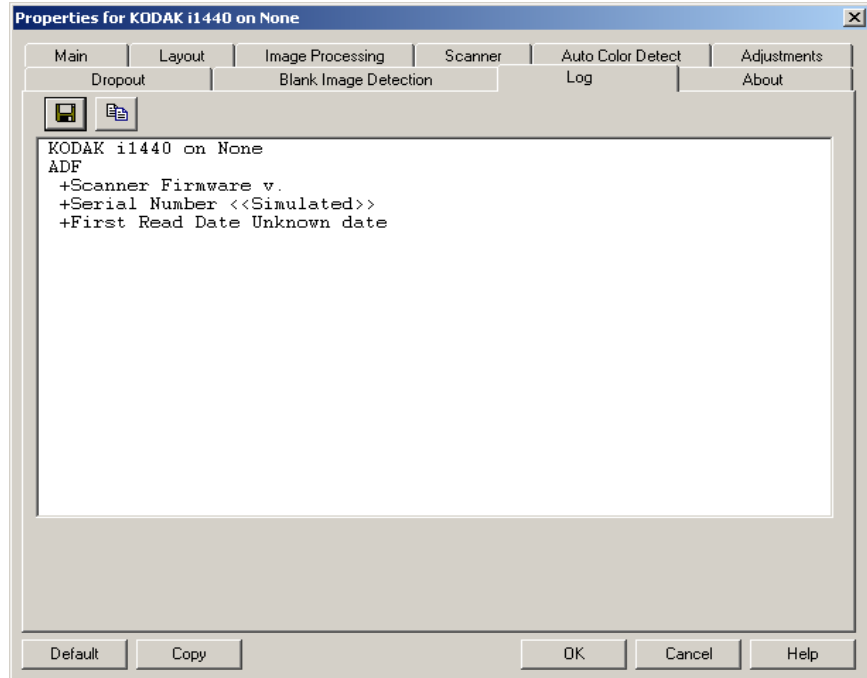 Properties for KODAK i1440 on None
Main Layout Image Processing Scanner Auto Color Detect Adjustments
Dropout Blank Image Detection Log About
KODAK i1440 on None
ADF
+Scanner Firmware v.
+Serial Number <<Simulated>>
+First Read Date Unknown date
Default Copy OK Cancel Help